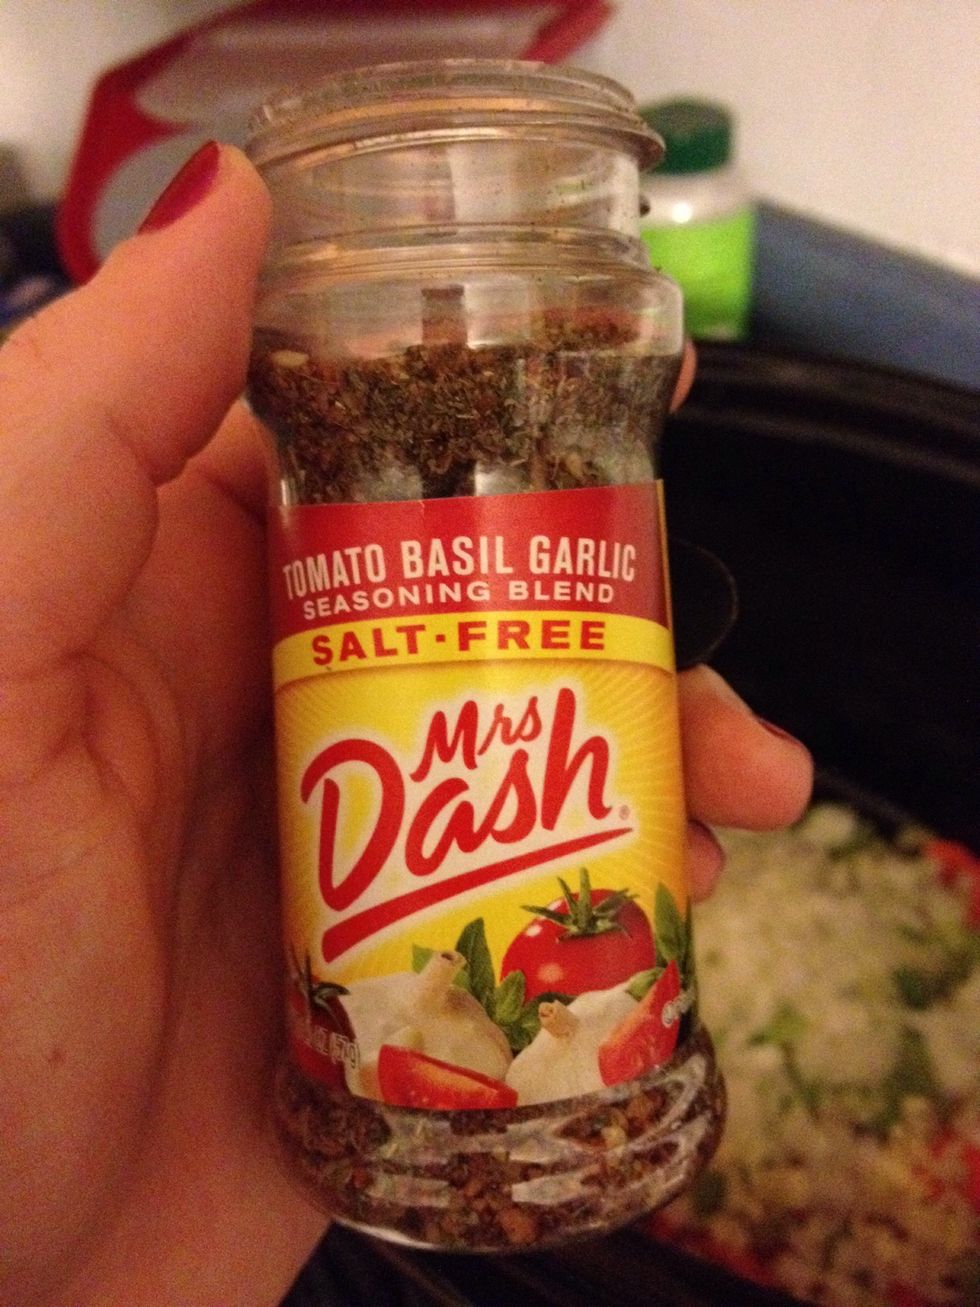 TOMATO BASIL GARLIC
SEASONING BLEND
SALT-FREE
Mrs
Dash®